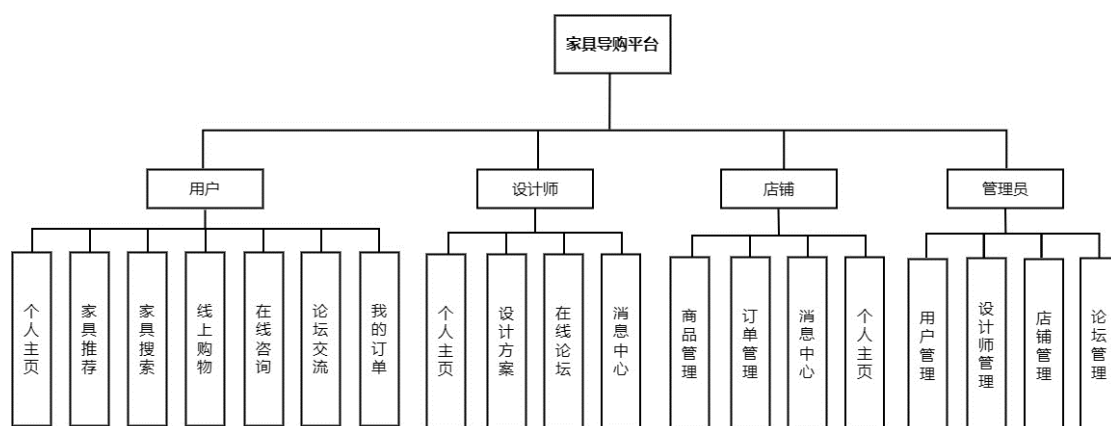 家具导购平台
用户
设计师
店铺
管理员
个人主页
家具推荐
家具搜索
线上购物
在线咨询
论坛交流
我的订单
个人主页
设计方案
在线论坛
消息中心
商品管理
订单管理
消息中心
个人主页
用户管理
设计师管理
店铺管理
论坛管理